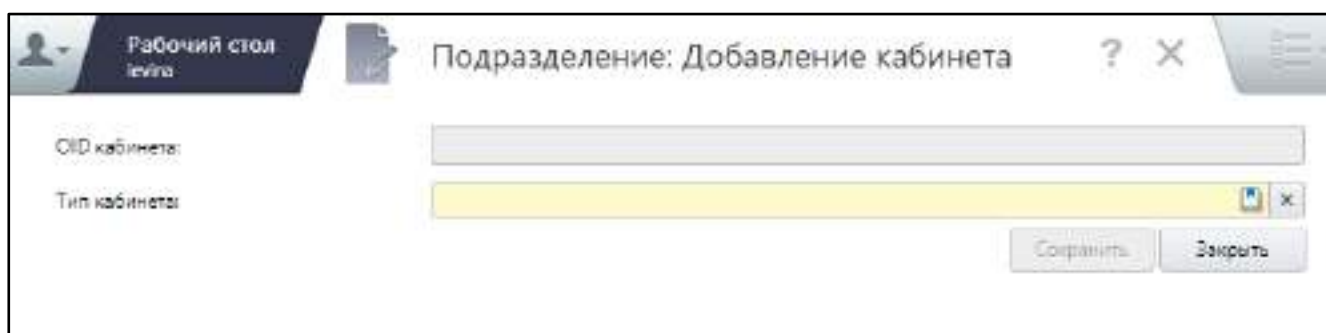 Рабочий стол
levina
Подразделение: Добавление кабинета
?
OID кабинета:
Тип кабинета:
Сохранить Закрыть